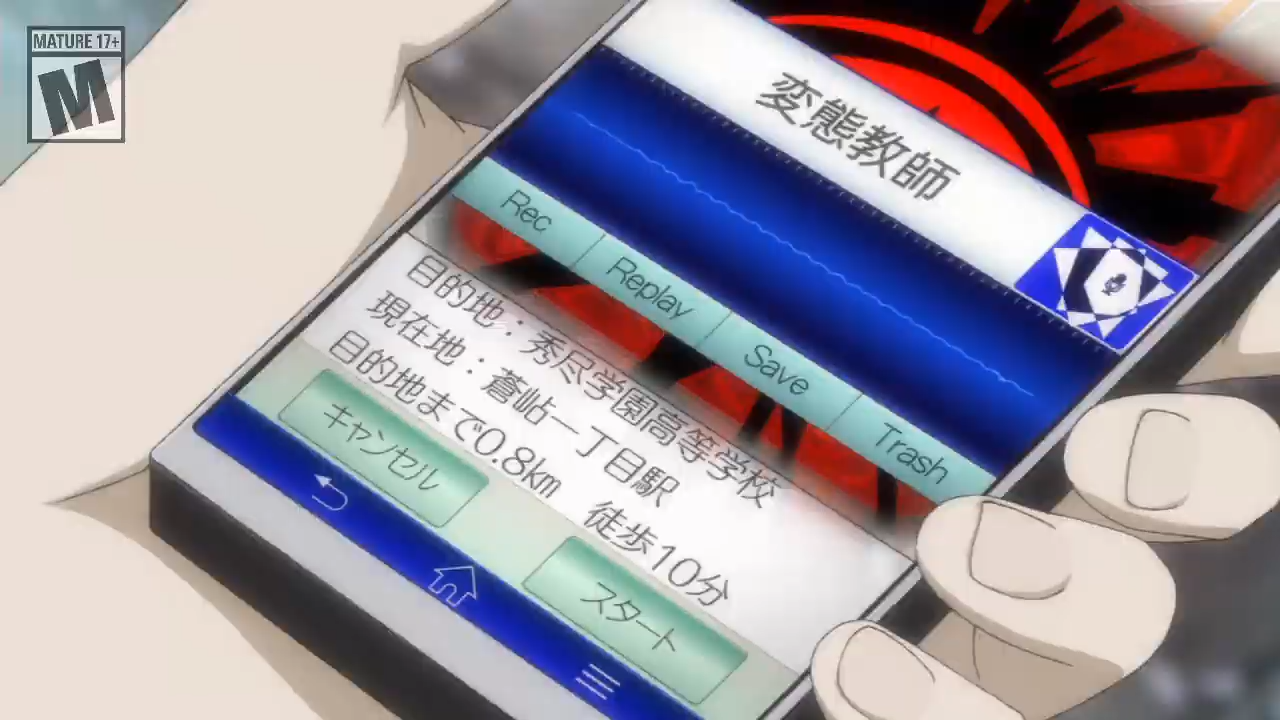 MATURE 17+
M
変態教師
Rec Replay Save Trash
目的地：秀尽学園高等学校
現在地：蒼帖一丁目駅
目的地まで0.8km 徒歩10分
キャンセル スタート